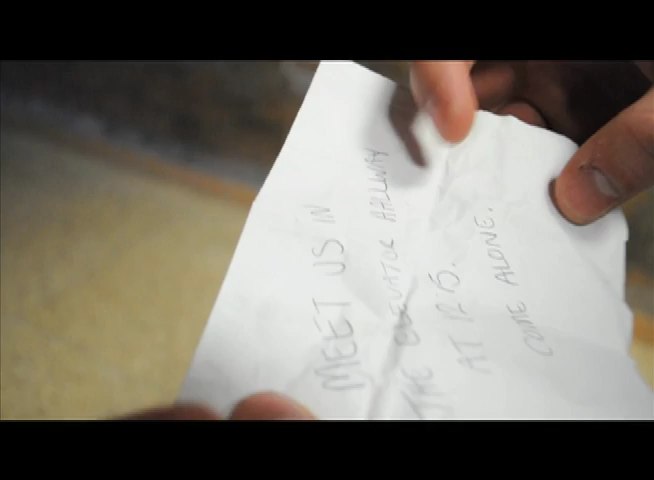 MEET US IN
THE ELEVATOR HALLWAY
AT 12:15.
COME ALONE.